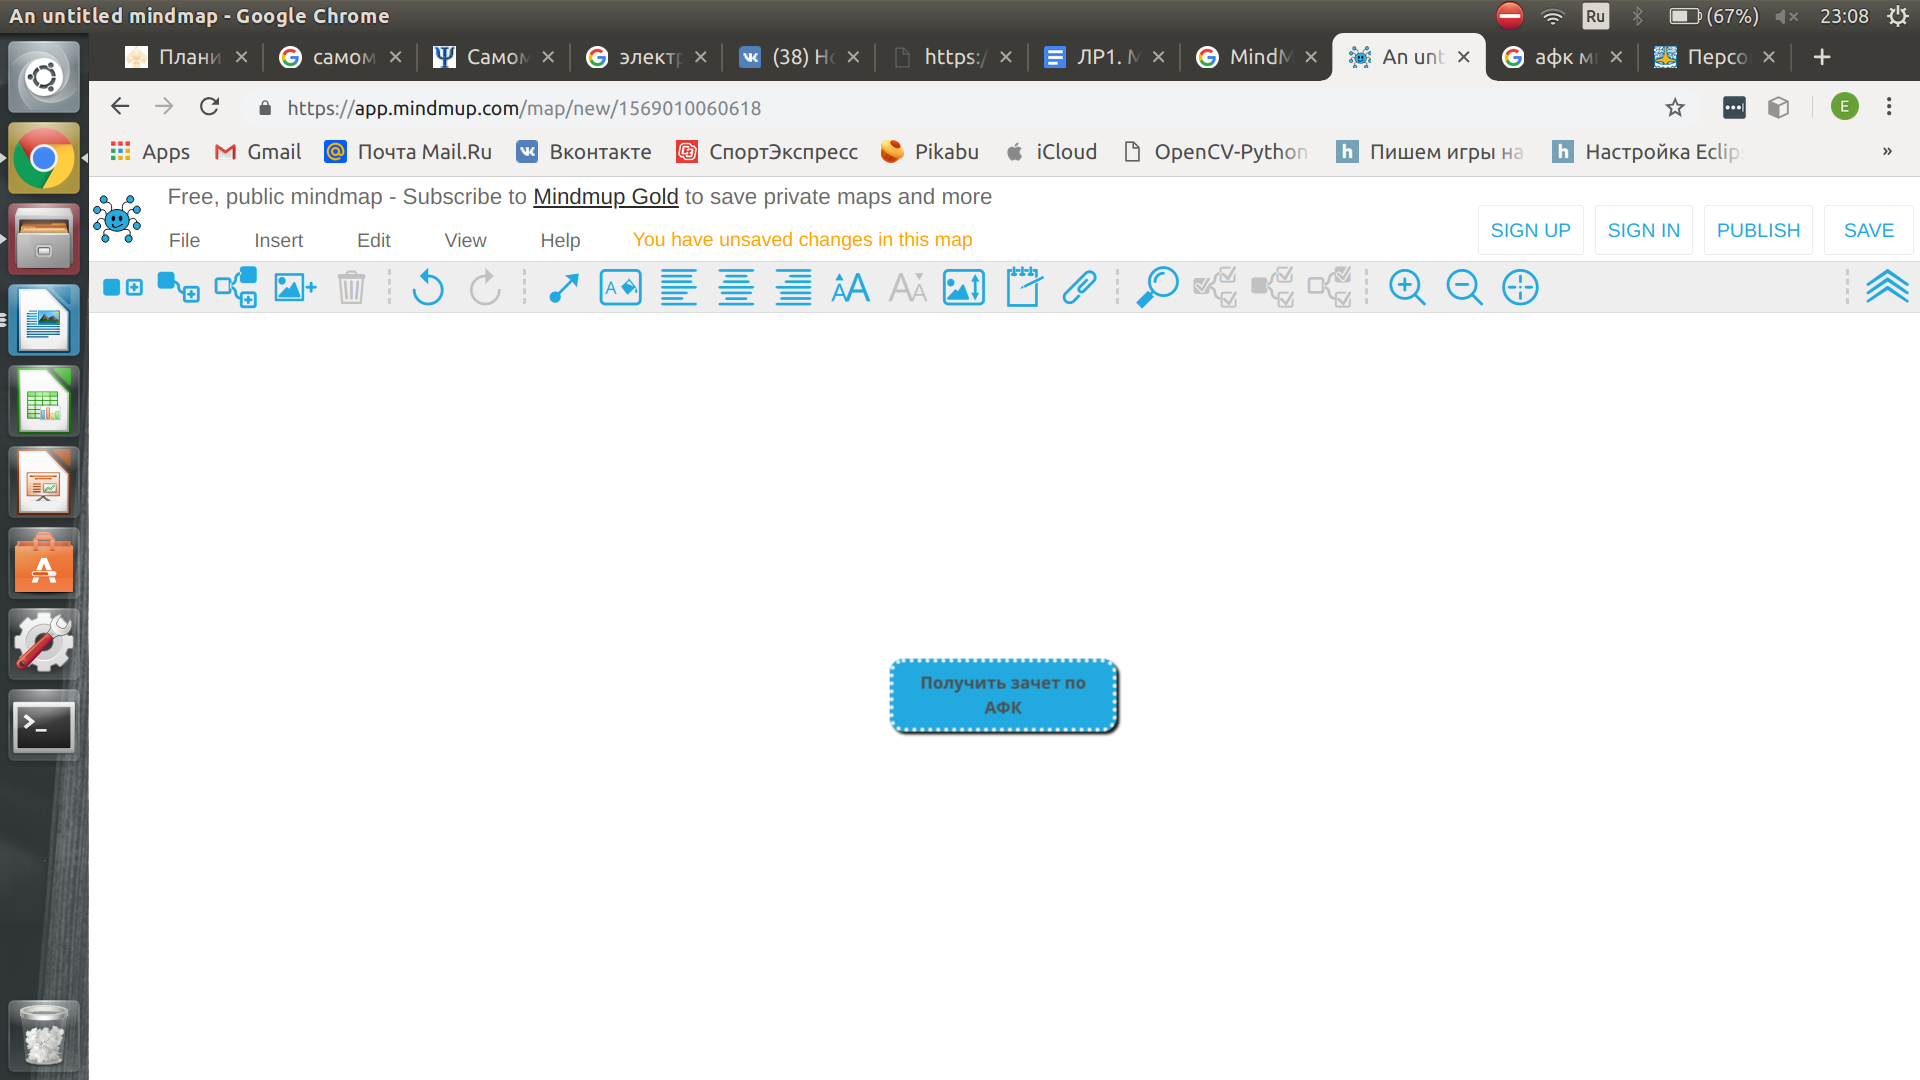 An untitled mindmap - Google Chrome
Ru
(67%)
23:08
Плани
самом
Самом
электр
(38) Но
https:/
ЛР1. М
MindM
An unt
афк м
Персо
https://app.mindmup.com/map/new/1569010060618
E
Apps
Gmail
Почта Mail.Ru
Вконтакте
СпортЭкспресс
Pikabu
iCloud
OpenCV-Python
Пишем игры на
Настройка Eclip
»
Free, public mindmap - Subscribe to Mindmup Gold to save private maps and more
File
Insert
Edit
View
Help
You have unsaved changes in this map
SIGN UP
SIGN IN
PUBLISH
SAVE
Получить зачет по
АФК